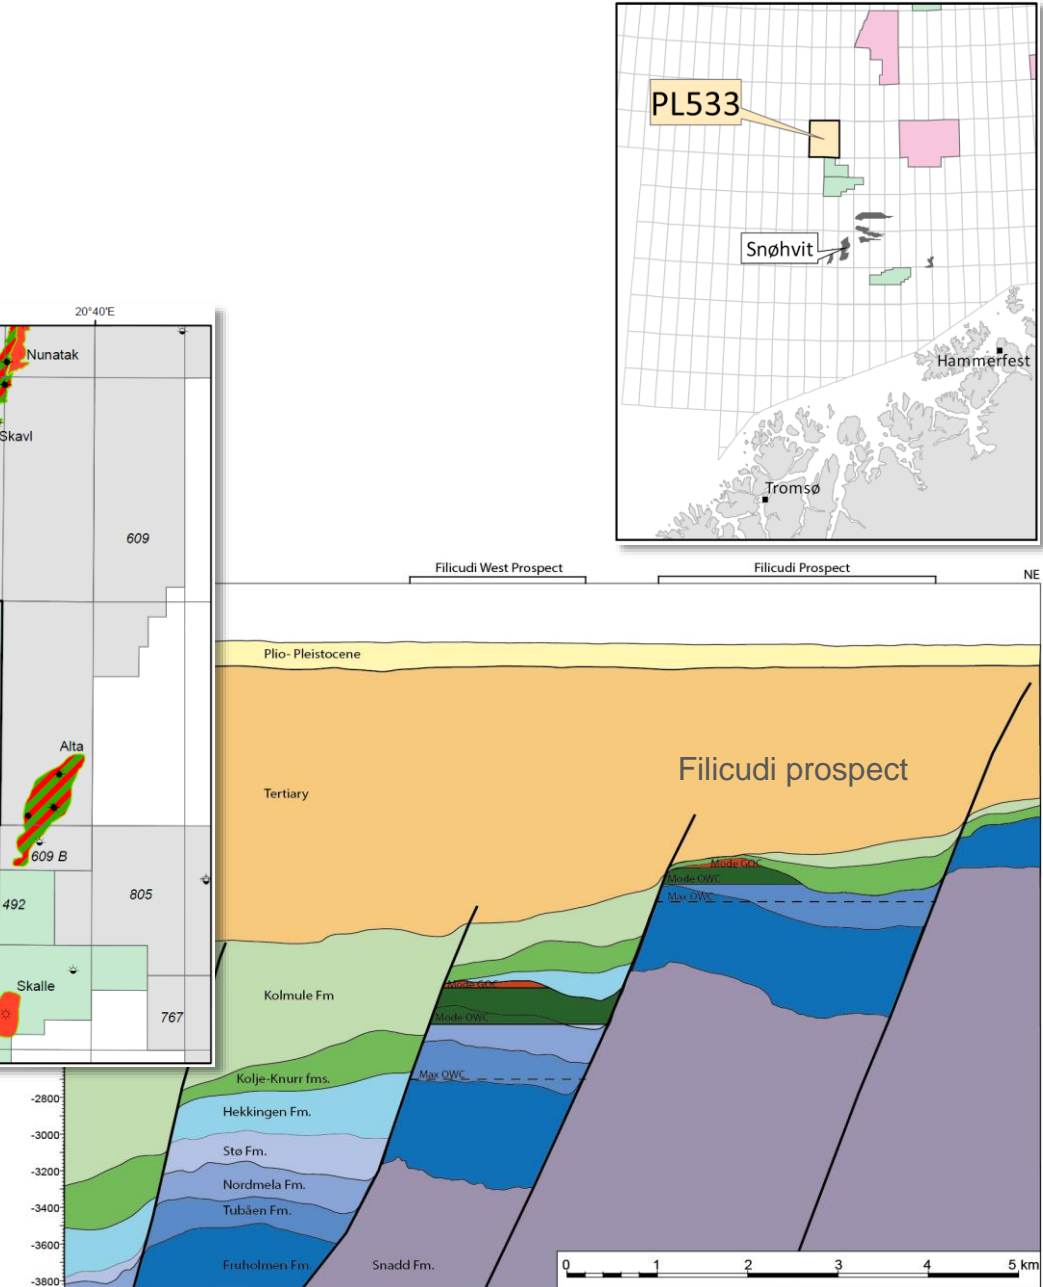 PL533
Snøhvit
Hammerfest
Tromsø
20°40'E
Nunatak
Skavl
609
Alta
609 B
492
805
Skalle
767
Filicudi West Prospect
Filicudi Prospect
NE
Plio- Pleistocene
Tertiary
Filicudi prospect
Mode GOC
Mode OWC
Max OWC
Kolmule Fm
Mode GOC
Mode OWC
Max OWC
Kolje-Knurr fms.
Hekkingen Fm.
Stø Fm.
Nordmela Fm.
Tubåen Fm.
Fruholmen Fm.
Snadd Fm.
-2800
-3000
-3200
-3400
-3600
-3800
0 1 2 3 4 5 km